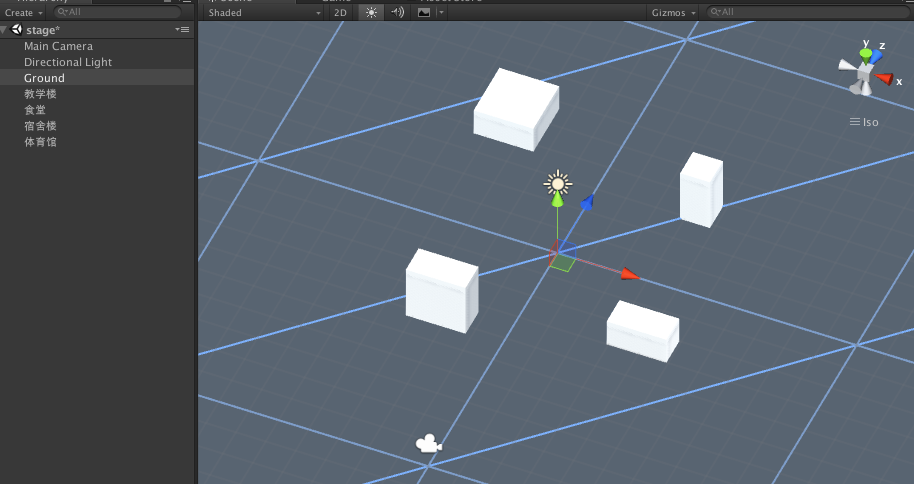 Create
All
stage*
Main Camera
Directional Light
Ground
教学楼
食堂
宿舍楼
体育馆
Shaded
2D
Gizmos
All
y
z
x
Iso